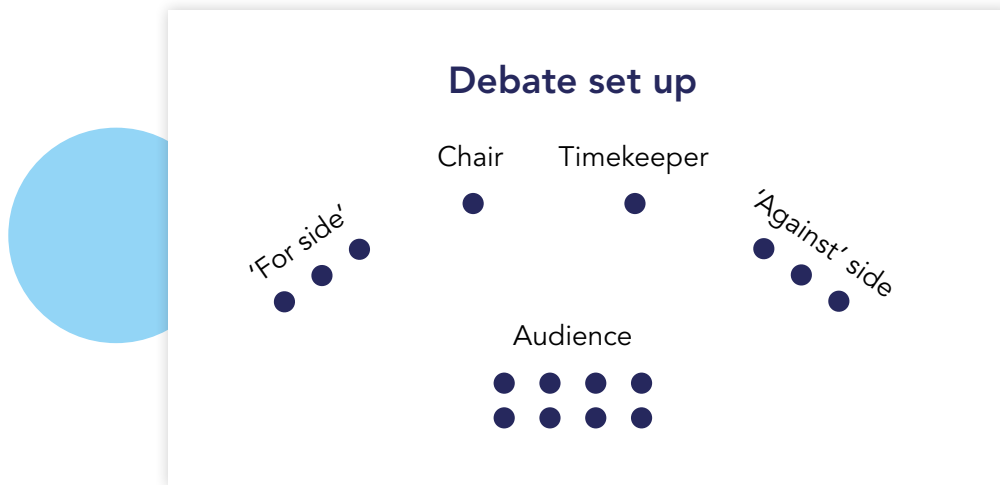 Debate set up
Chair
Timekeeper
‘For side’
‘Against’ side
Audience